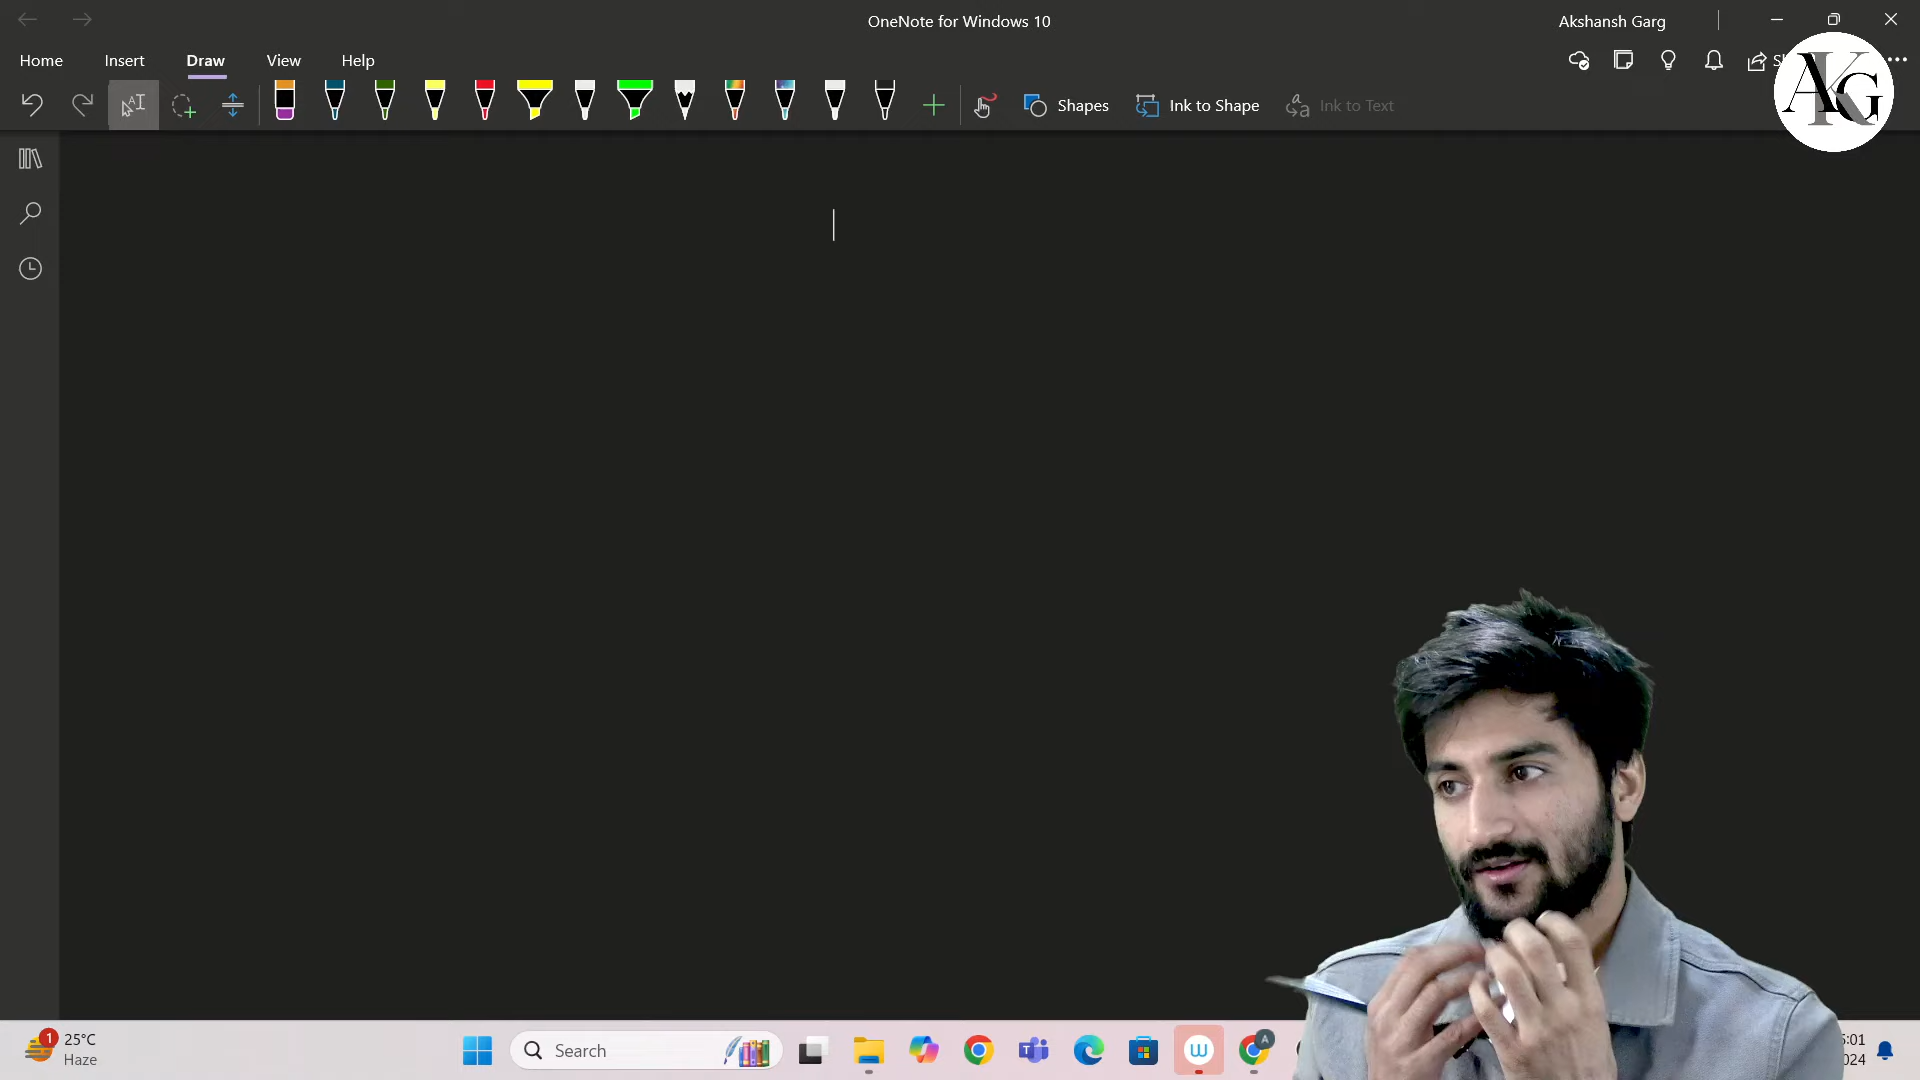 OneNote for Windows 10
Akshansh Garg
Home Insert Draw View Help
Shapes Ink to Shape Ink to Text
AKG
1
25°C
Haze
Search
A